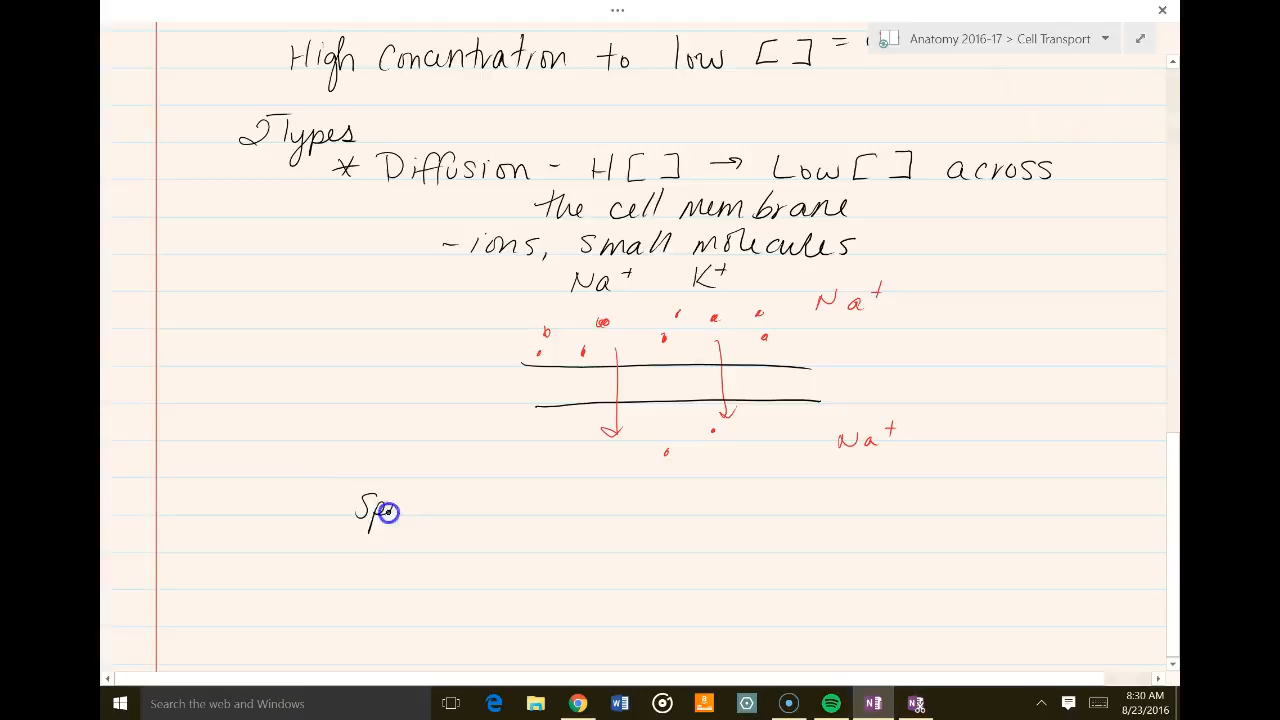 Anatomy 2016-17 > Cell Transport
High Concentration to low [ ] =
2 Types
* Diffusion - H[ ] → Low[ ] across
the cell membrane
- ions, small molecules
Na+ K+
Na+
Na+
Sp
Search the web and Windows
8:30 AM
8/23/2016